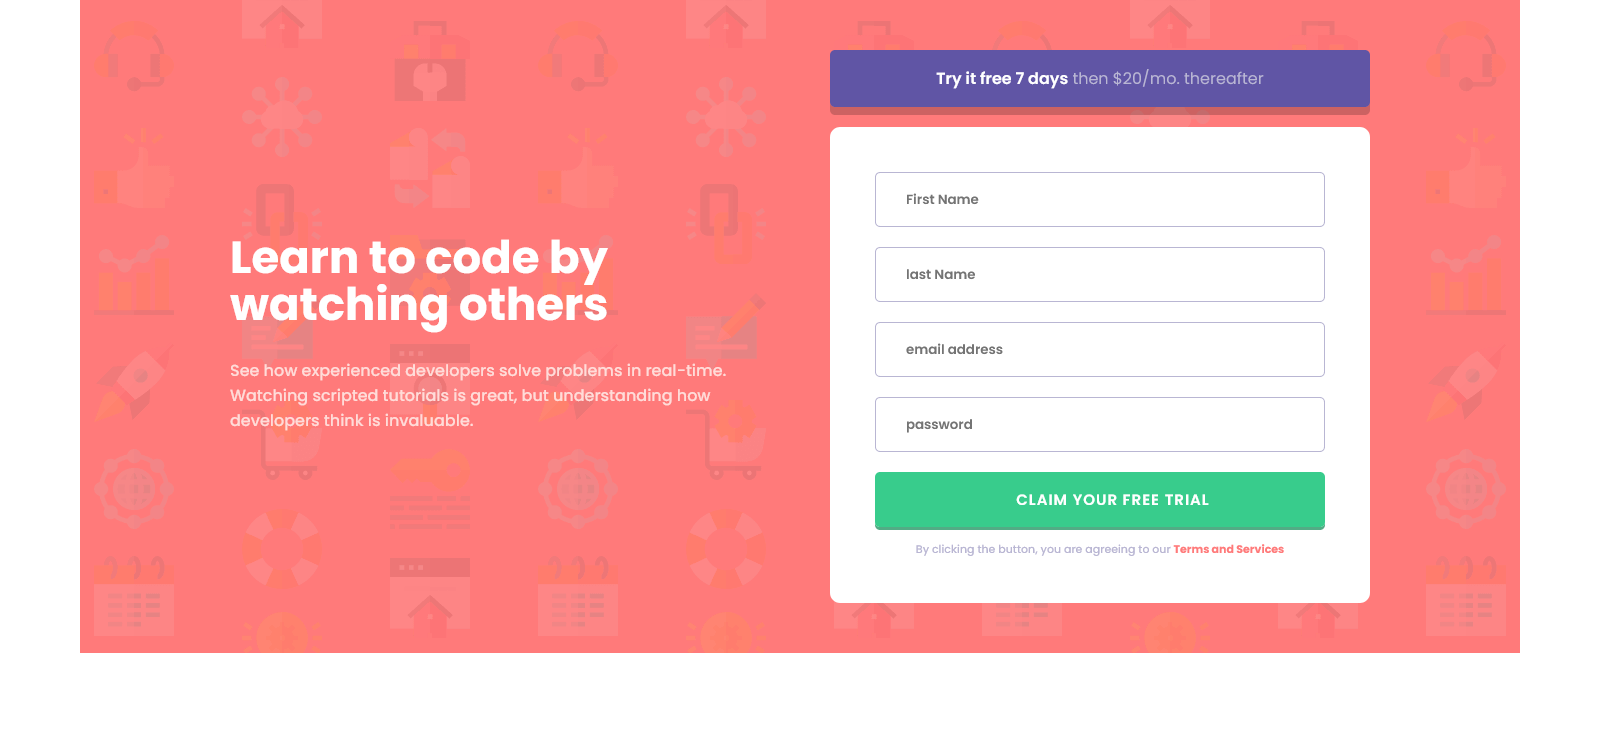 Learn to code by
watching others
See how experienced developers solve problems in real-time.
Watching scripted tutorials is great, but understanding how
developers think is invaluable.
Try it free 7 days then $20/mo. thereafter
First Name
last Name
email address
password
CLAIM YOUR FREE TRIAL
By clicking the button, you are agreeing to our Terms and Services